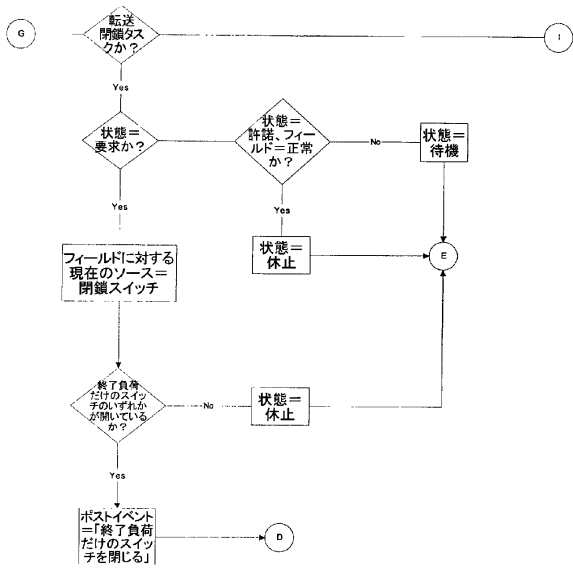 G
転送
閉鎖タス
クか？
I
Yes
状態＝
要求か？
状態＝
許諾、フィー
ルド＝正常
か？
No
状態＝
待機
Yes
Yes
フィールドに対する
現在のソース＝
閉鎖スイッチ
状態＝
休止
E
終了負荷
だけのスイッ
チのいずれか
が開いている
か？
No
状態＝
休止
Yes
ポストイベント
＝「終了負荷
だけのスイッ
チを閉じる」
D